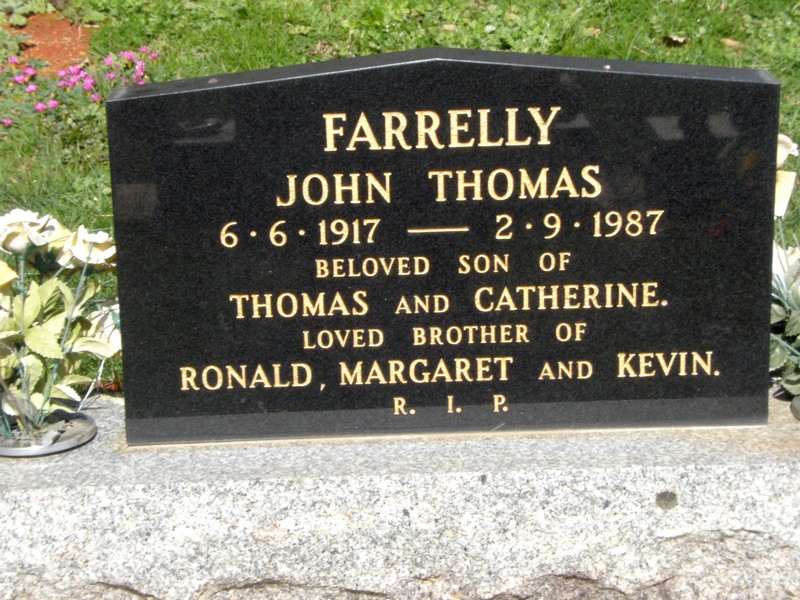 FARRELLY
JOHN THOMAS
6·6·1917 — 2·9·1987
BELOVED SON OF
THOMAS AND CATHERINE.
LOVED BROTHER OF
RONALD, MARGARET AND KEVIN.
R. I. P.